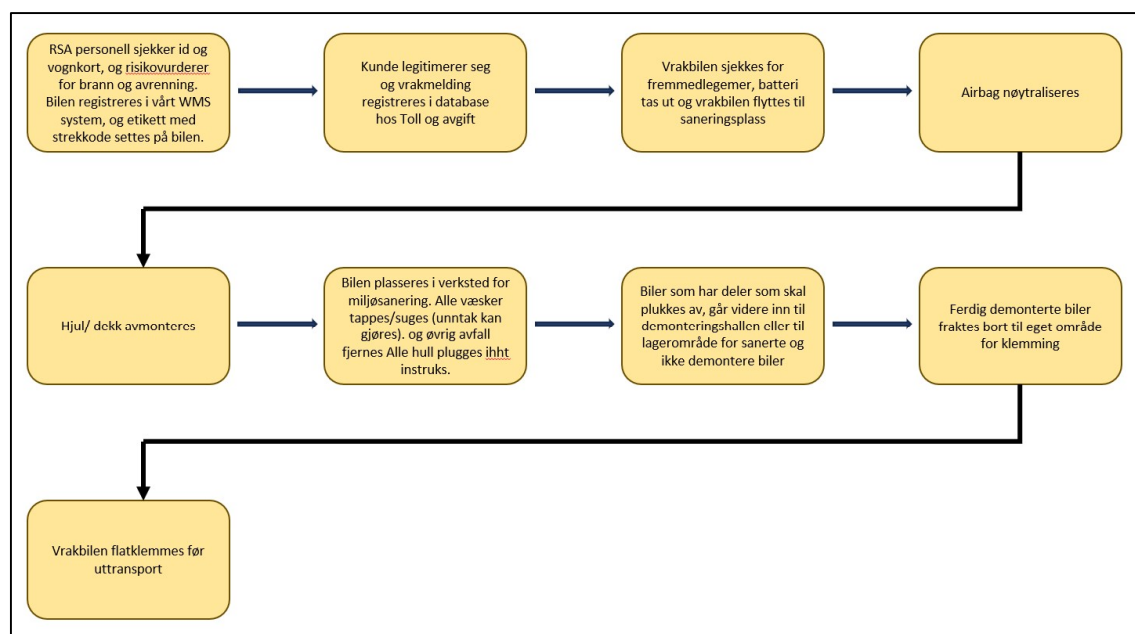 RSA personell sjekker id og
vognkort, og risikovurderer
for brann og avrenning.
Bilen registreres i vårt WMS
system, og etikett med
strekkode settes på bilen.
Kunde legitimerer seg
og vrakmelding
registreres i database
hos Toll og avgift
Vrakbilen sjekkes for
fremmedlegemer, batteri
tas ut og vrakbilen flyttes til
saneringsplass
Airbag nøytraliseres
Hjul/ dekk avmonteres
Bilen plasseres i verksted for
miljøsanering. Alle væsker
tappes/suges (unntak kan
gjøres). og øvrig avfall
fjernes Alle hull plugges ihht
instruks.
Biler som har deler som skal
plukkes av, går videre inn til
demonteringshallen eller til
lagerområde for sanerte og
ikke demontere biler
Ferdig demonterte biler
fraktes bort til eget område
for klemming
Vrakbilen flatklemmes før
uttransport